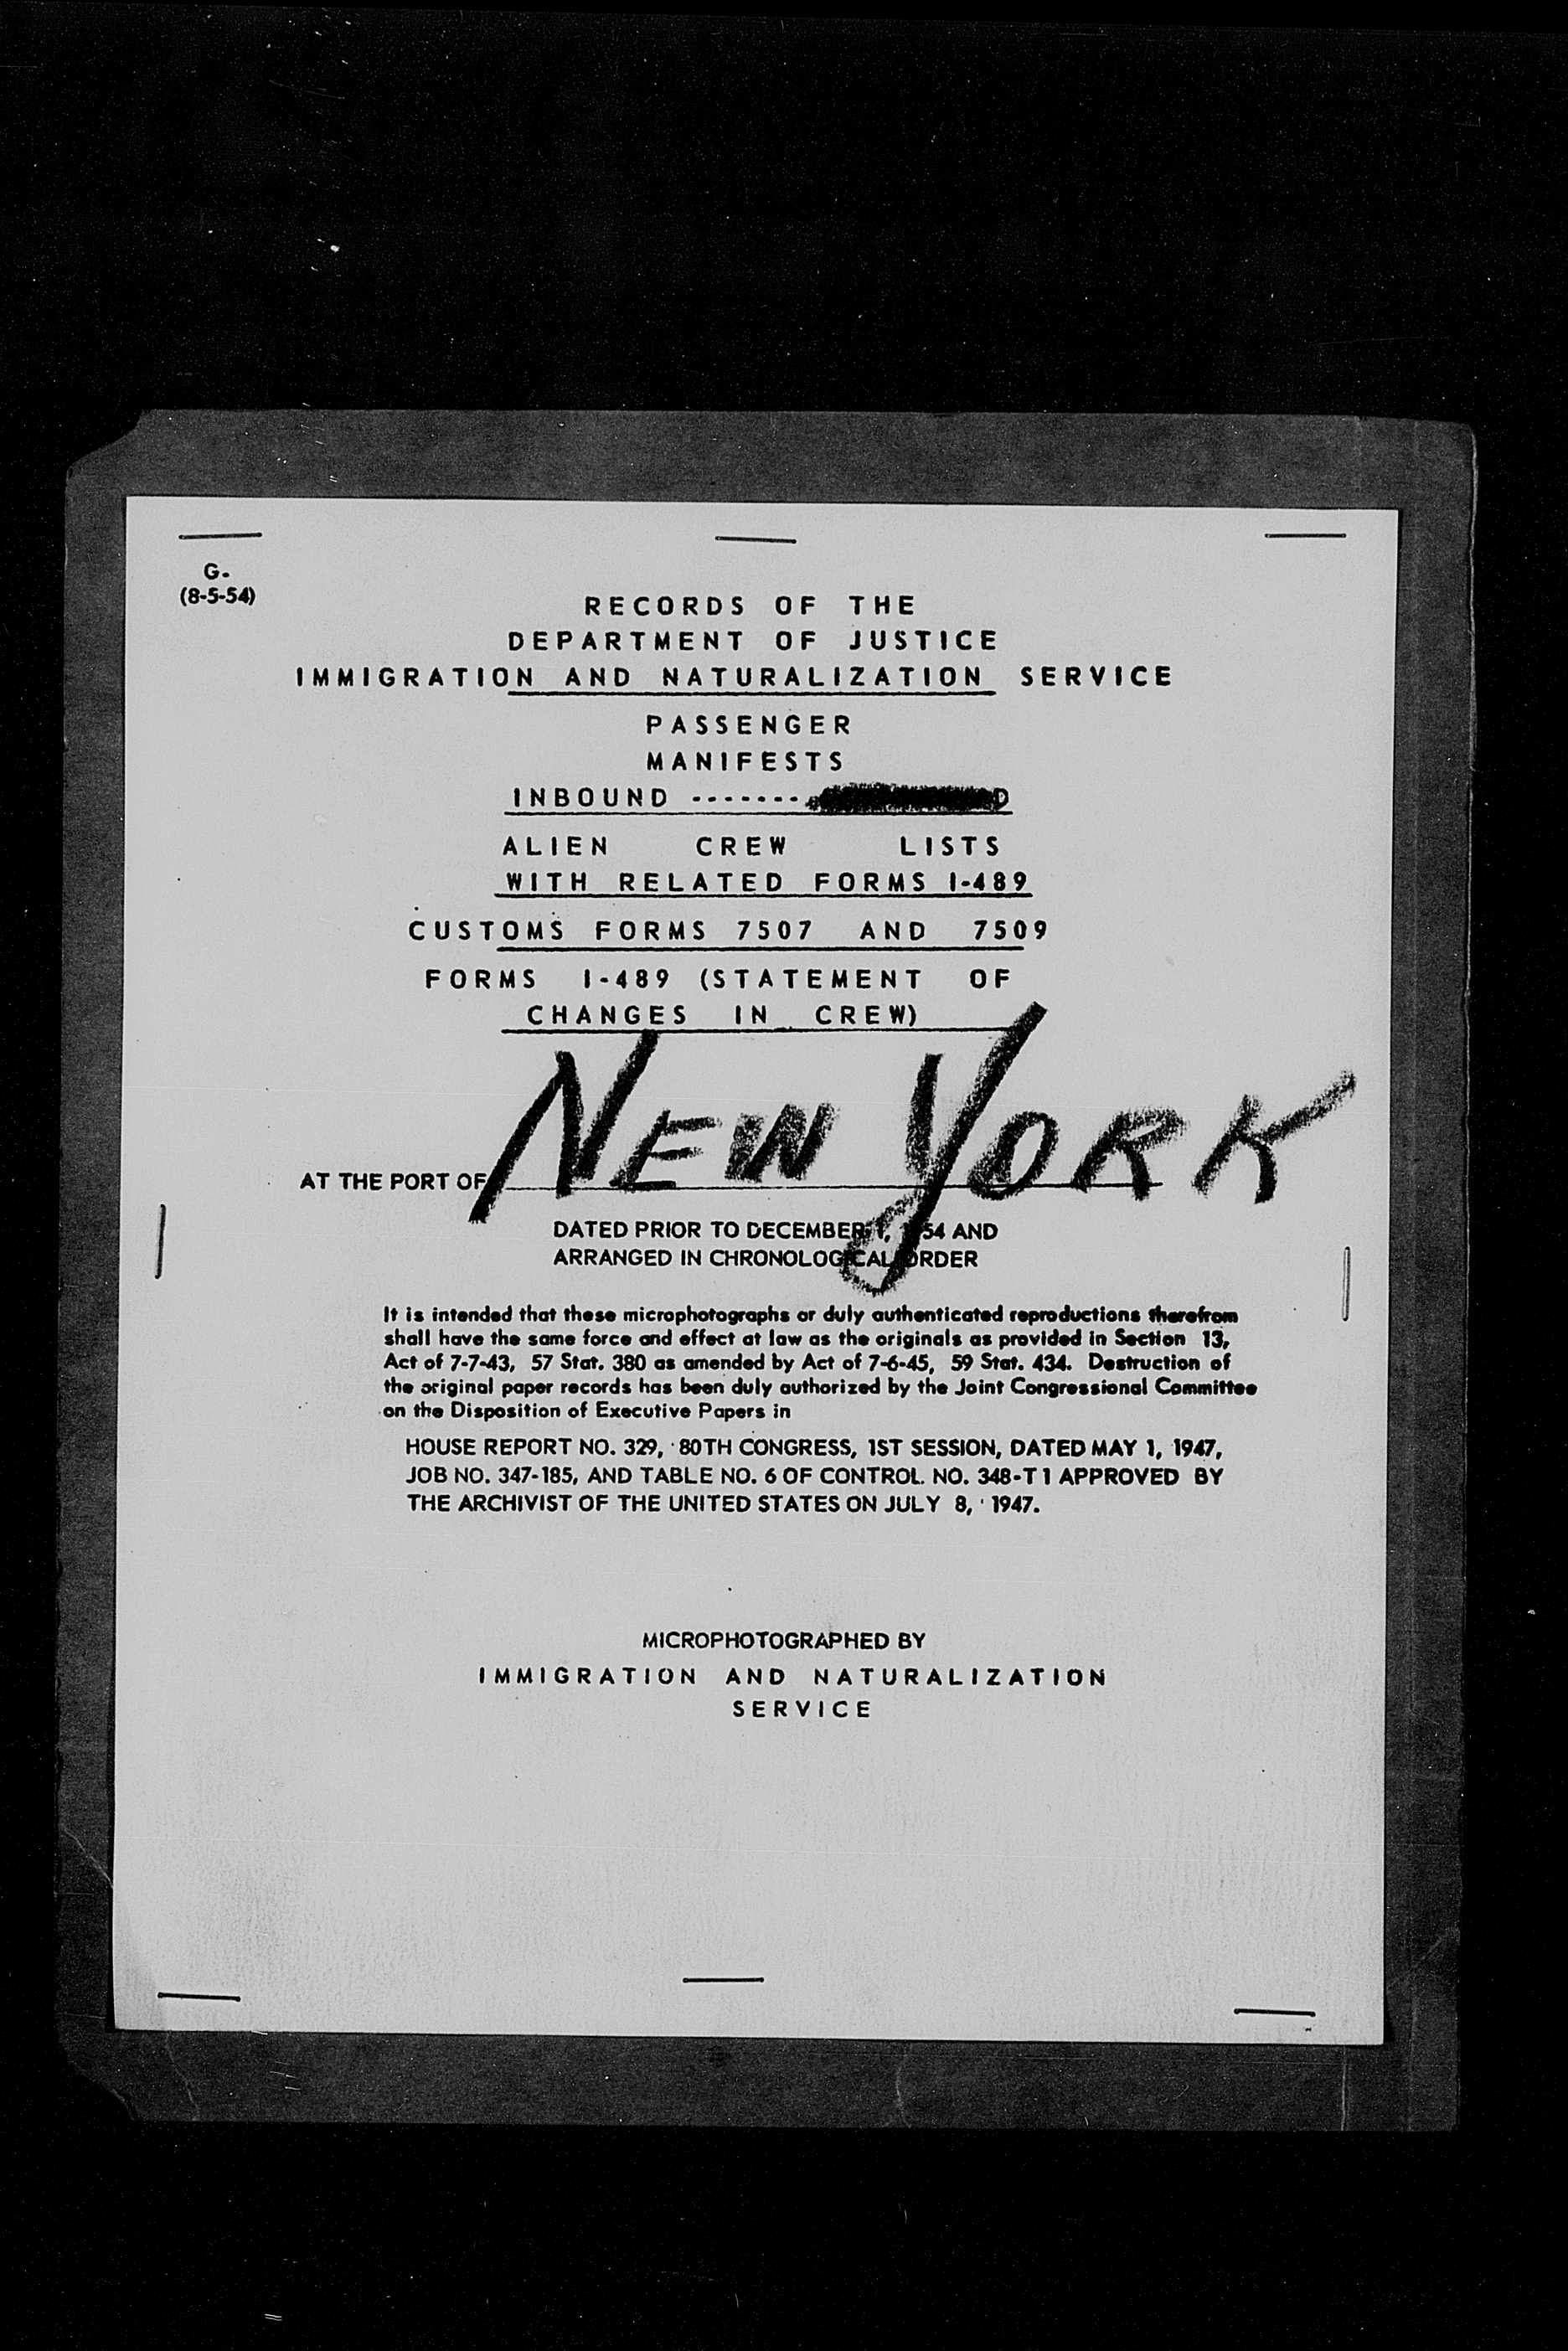 G.
(8-5-54)
RECORDS OF THE
DEPARTMENT OF JUSTICE
IMMIGRATION AND NATURALIZATION SERVICE
PASSENGER
MANIFESTS
INBOUND --------
ALIEN CREW LISTS
WITH RELATED FORMS I-489
CUSTOMS FORMS 7507 AND 7509
FORMS I-489 (STATEMENT OF
CHANGES IN CREW)
AT THE PORT OF NEW YORK
DATED PRIOR TO DECEMBER 1, 1954 AND
ARRANGED IN CHRONOLOGICAL ORDER
It is intended that these microphotographs or duly authenticated reproductions therefrom
shall have the same force and effect at law as the originals as provided in Section 13,
Act of 7-7-43, 57 Stat. 380 as amended by Act of 7-6-45, 59 Stat. 434. Destruction of
the original paper records has been duly authorized by the Joint Congressional Committee
on the Disposition of Executive Papers in
HOUSE REPORT NO. 329, 80TH CONGRESS, 1ST SESSION, DATED MAY 1, 1947,
JOB NO. 347-185, AND TABLE NO. 6 OF CONTROL NO. 348-T1 APPROVED BY
THE ARCHIVIST OF THE UNITED STATES ON JULY 8, 1947.
MICROPHOTOGRAPHED BY
IMMIGRATION AND NATURALIZATION
SERVICE